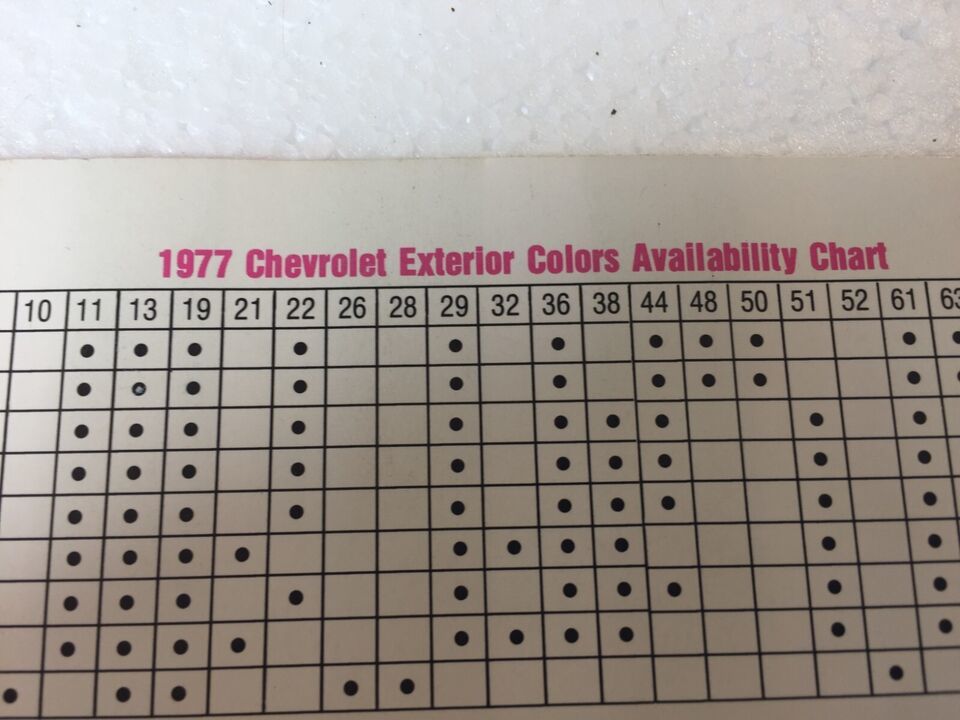 1977 Chevrolet Exterior Colors Availability Chart
10 11 13 19 21 22 26 28 29 32 36 38 44 48 50 51 52 61 63